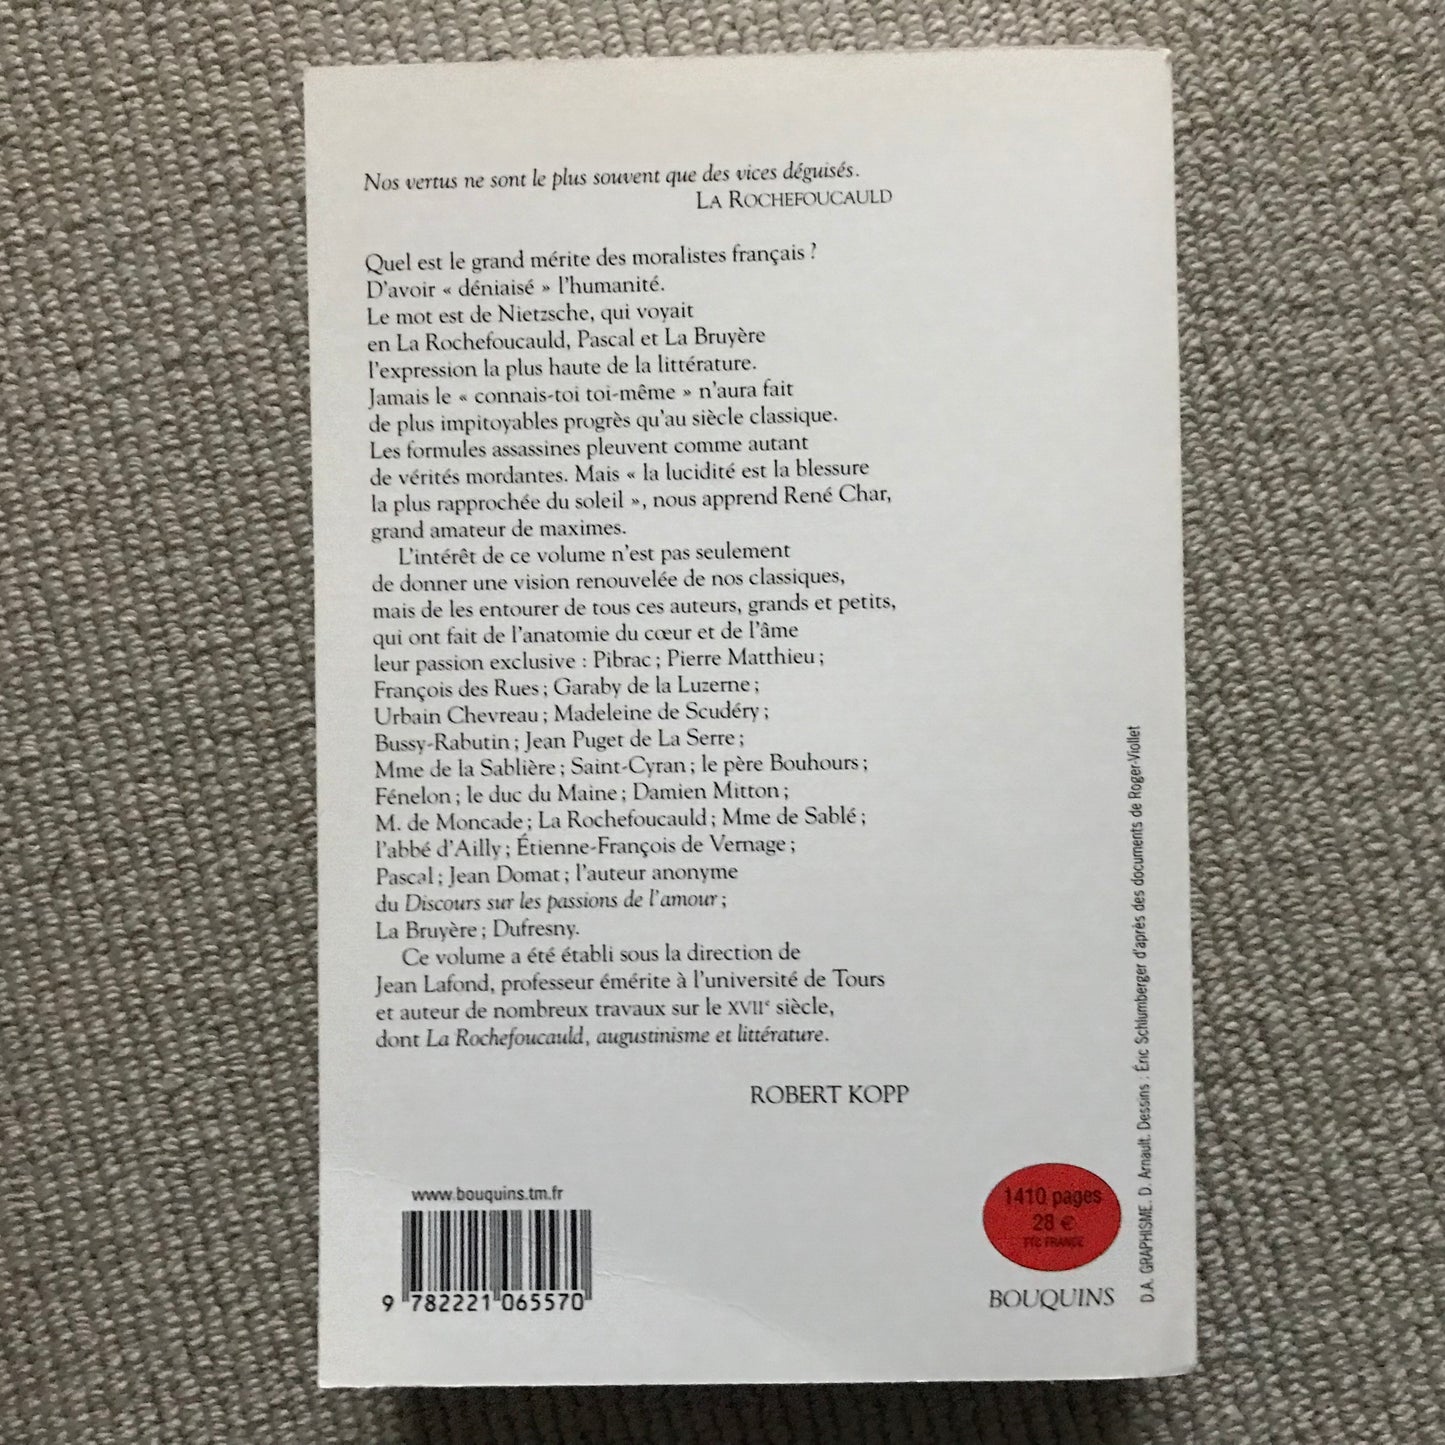 Nos vertus ne sont le plus souvent que des vices déguisés.
LA ROCHEFOUCAULD
Quel est le grand mérite des moralistes français ?
D'avoir « déniaisé » l'humanité.
Le mot est de Nietzsche, qui voyait
en La Rochefoucauld, Pascal et La Bruyère
l'expression la plus haute de la littérature.
Jamais le « connais-toi toi-même » n'aura fait
de plus impitoyables progrès qu'au siècle classique.
Les formules assassines pleuvent comme autant
de vérités mordantes. Mais « la lucidité est la blessure
la plus rapprochée du soleil », nous apprend René Char,
grand amateur de maximes.
L'intérêt de ce volume n'est pas seulement
de donner une vision renouvelée de nos classiques,
mais de les entourer de tous ces auteurs, grands et petits,
qui ont fait de l'anatomie du cœur et de l'âme
leur passion exclusive : Pibrac ; Pierre Matthieu ;
François des Rues ; Garaby de la Luzerne ;
Urbain Chevreau ; Madeleine de Scudéry ;
Bussy-Rabutin ; Jean Puget de La Serre ;
Mme de la Sablière ; Saint-Cyran ; le père Bouhours ;
Fénelon ; le duc du Maine ; Damien Mitton ;
M. de Moncade ; La Rochefoucauld ; Mme de Sablé ;
l'abbé d'Ailly ; Étienne-François de Vernage ;
Pascal ; Jean Domat ; l'auteur anonyme
du Discours sur les passions de l'amour ;
La Bruyère ; Dufresny.
Ce volume a été établi sous la direction de
Jean Lafond, professeur émérite à l'université de Tours
et auteur de nombreux travaux sur le XVIIe siècle,
dont La Rochefoucauld, augustinisme et littérature.
ROBERT KOPP
www.bouquins.tm.fr
9 782221 065570
1410 pages
28 €
TTC FRANCE
BOUQUINS
D.A. GRAPHISME. D. Arnault. Dessins : Éric Schlumberger d'après des documents de Roger-Viollet